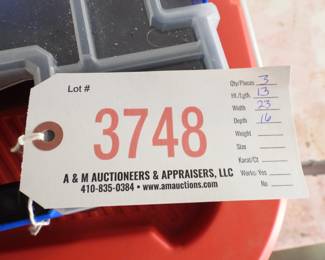 Lot #
3748
A & M AUCTIONEERS & APPRAISERS, LLC
410-835-0384 • www.amauctions.com
Qty/Pieces 3
Ht./Lgth 13
Width 23
Depth 16
Weight
Size
Karat/Ct
Works: Yes
No